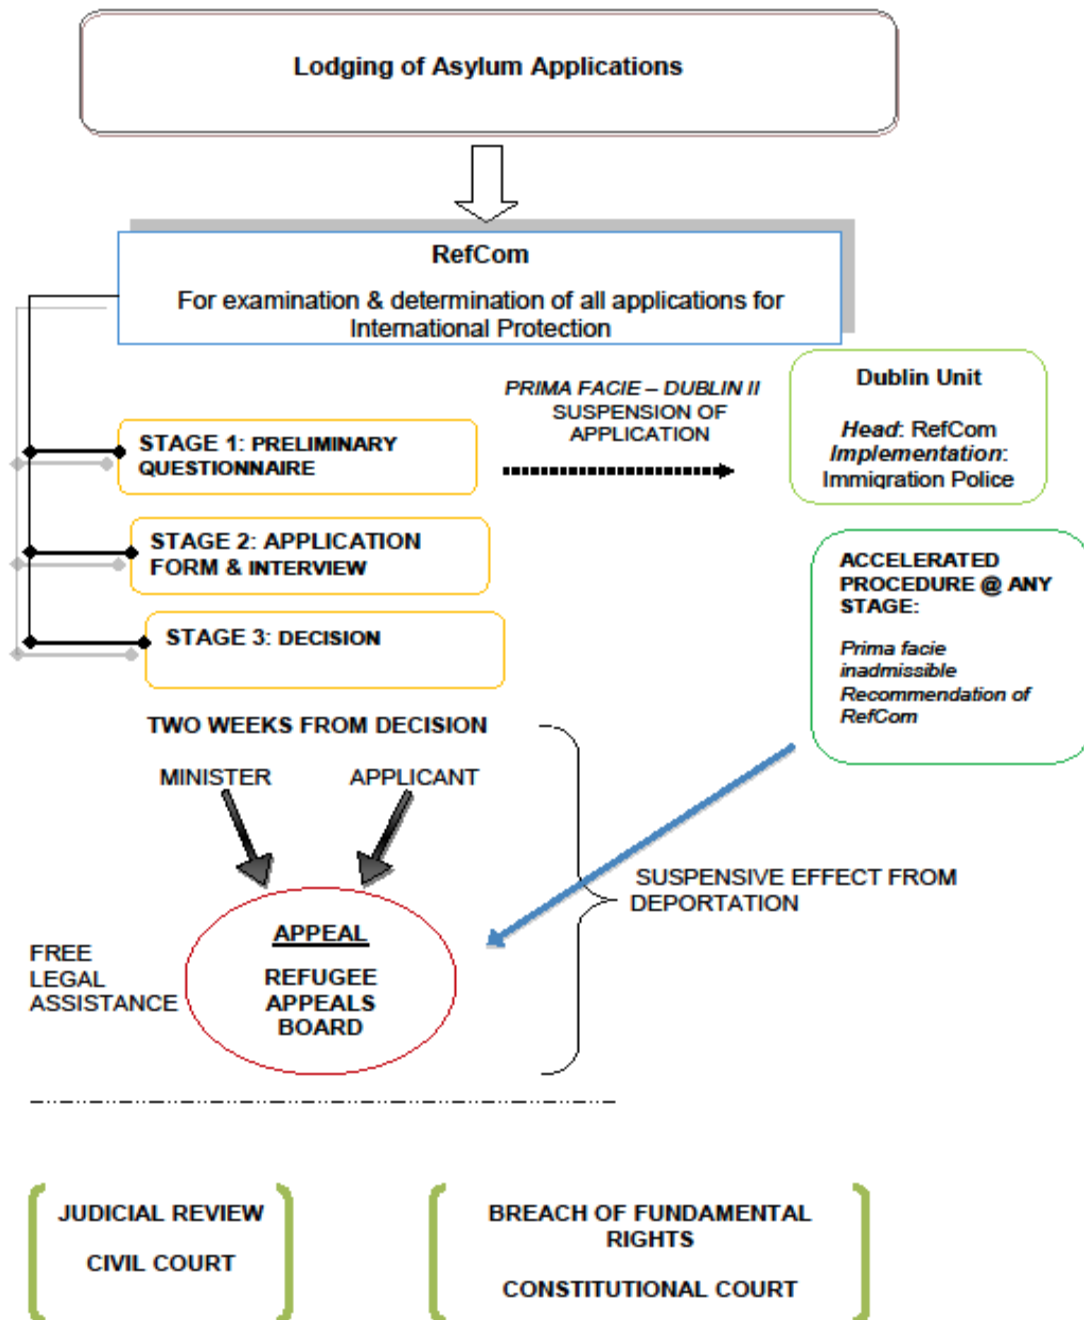 Lodging of Asylum Applications
RefCom
For examination & determination of all applications for
International Protection
PRIMA FACIE – DUBLIN II
SUSPENSION OF
APPLICATION
Dublin Unit
Head: RefCom
Implementation:
Immigration Police
STAGE 1: PRELIMINARY
QUESTIONNAIRE
STAGE 2: APPLICATION
FORM & INTERVIEW
STAGE 3: DECISION
ACCELERATED
PROCEDURE @ ANY
STAGE:
Prima facie
inadmissible
Recommendation of
RefCom
TWO WEEKS FROM DECISION
MINISTER
APPLICANT
SUSPENSIVE EFFECT FROM
DEPORTATION
FREE
LEGAL
ASSISTANCE
APPEAL
REFUGEE
APPEALS
BOARD
JUDICIAL REVIEW
CIVIL COURT
BREACH OF FUNDAMENTAL
RIGHTS
CONSTITUTIONAL COURT